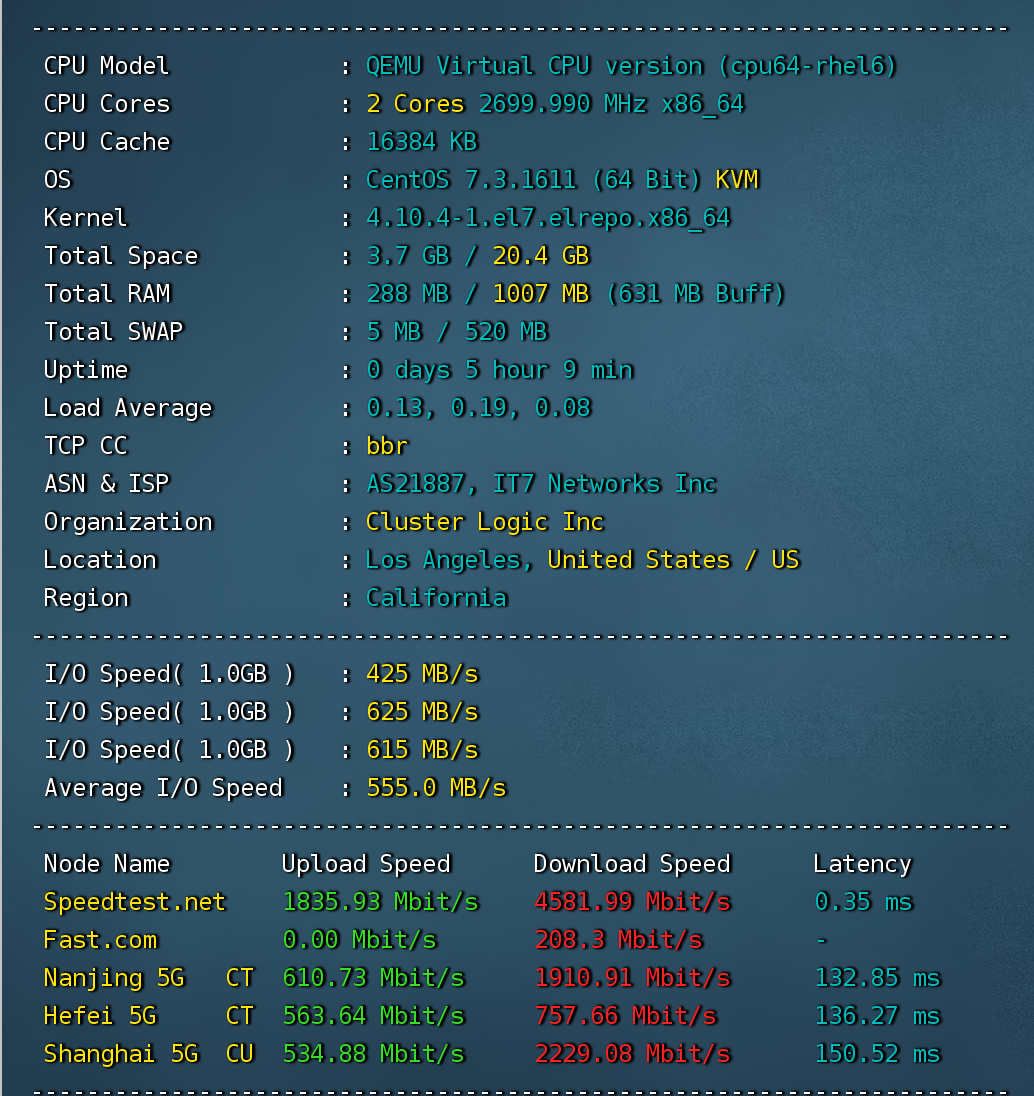 ----------------------------------------------------------------------
CPU Model : QEMU Virtual CPU version (cpu64-rhel6)
CPU Cores : 2 Cores 2699.990 MHz x86_64
CPU Cache : 16384 KB
OS : CentOS 7.3.1611 (64 Bit) KVM
Kernel : 4.10.4-1.el7.elrepo.x86_64
Total Space : 3.7 GB / 20.4 GB
Total RAM : 288 MB / 1007 MB (631 MB Buff)
Total SWAP : 5 MB / 520 MB
Uptime : 0 days 5 hour 9 min
Load Average : 0.13, 0.19, 0.08
TCP CC : bbr
ASN & ISP : AS21887, IT7 Networks Inc
Organization : Cluster Logic Inc
Location : Los Angeles, United States / US
Region : California
----------------------------------------------------------------------
I/O Speed( 1.0GB ) : 425 MB/s
I/O Speed( 1.0GB ) : 625 MB/s
I/O Speed( 1.0GB ) : 615 MB/s
Average I/O Speed : 555.0 MB/s
----------------------------------------------------------------------
Node Name Upload Speed Download Speed Latency
Speedtest.net 1835.93 Mbit/s 4581.99 Mbit/s 0.35 ms
Fast.com 0.00 Mbit/s 208.3 Mbit/s -
Nanjing 5G CT 610.73 Mbit/s 1910.91 Mbit/s 132.85 ms
Hefei 5G CT 563.64 Mbit/s 757.66 Mbit/s 136.27 ms
Shanghai 5G CU 534.88 Mbit/s 2229.08 Mbit/s 150.52 ms
----------------------------------------------------------------------